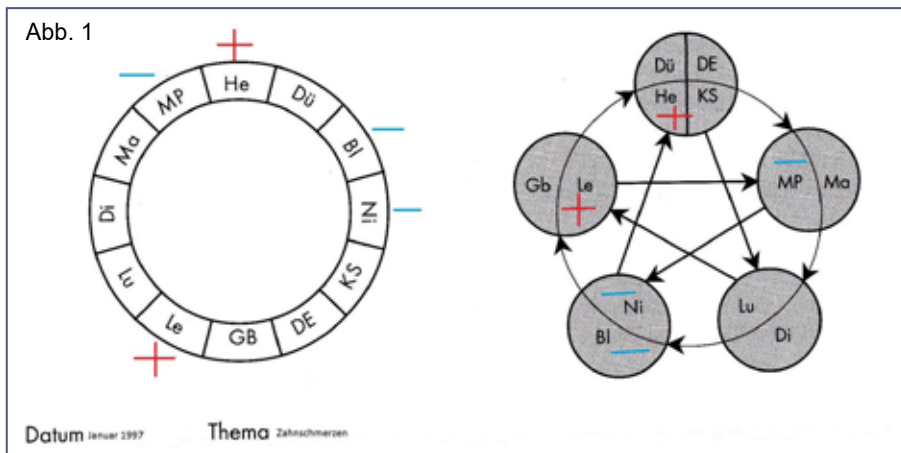 Abb. 1
He
Dü
Bl
Ni
KS
DE
GB
Le
Lu
Di
Ma
MP
Dü DE
He KS
Gb Le
MP Ma
Ni
Bl
Lu
Di
Datum Januar 1997 Thema Zahnschmerzen